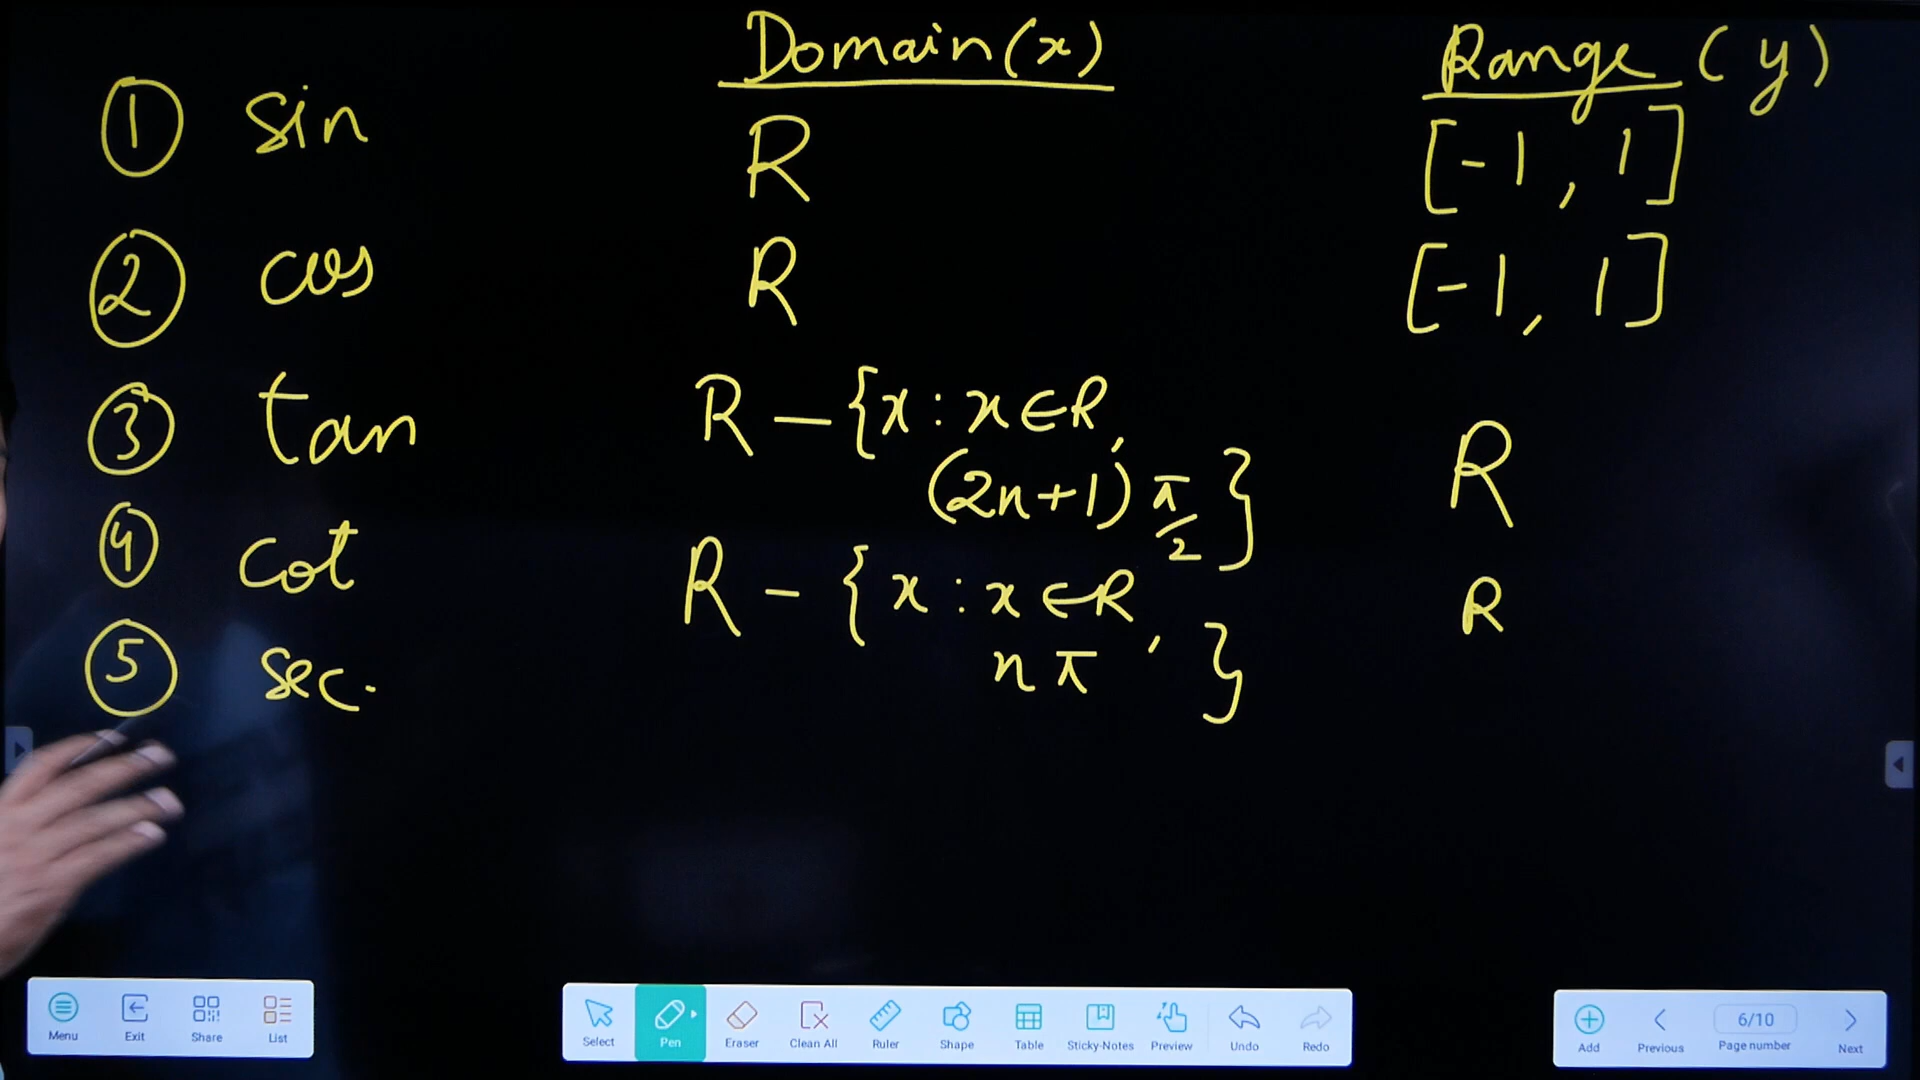 Domain(x) Range (y)
① sin R [-1, 1]
② cos R [-1, 1]
③ tan R - {x : x ∈ R, R
(2n+1) π/2}
④ cot R - {x : x ∈ R, R
nπ }
⑤ sec.
Menu Exit Share List
Select Pen Eraser Clean All Ruler Shape Table Sticky-Notes Preview Undo Redo
Add Previous 6/10 Page number Next